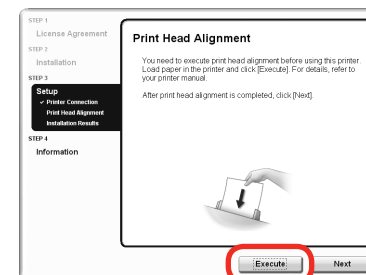 STEP 1
License Agreement
STEP 2
Installation
STEP 3
Setup
✓ Printer Connection
Print Head Alignment
Installation Results
STEP 4
Information
Print Head Alignment
You need to execute print head alignment before using this printer.
Load paper in the printer and click [Execute]. For details, refer to
your printer manual.
After print head alignment is completed, click [Next].
Execute
Next